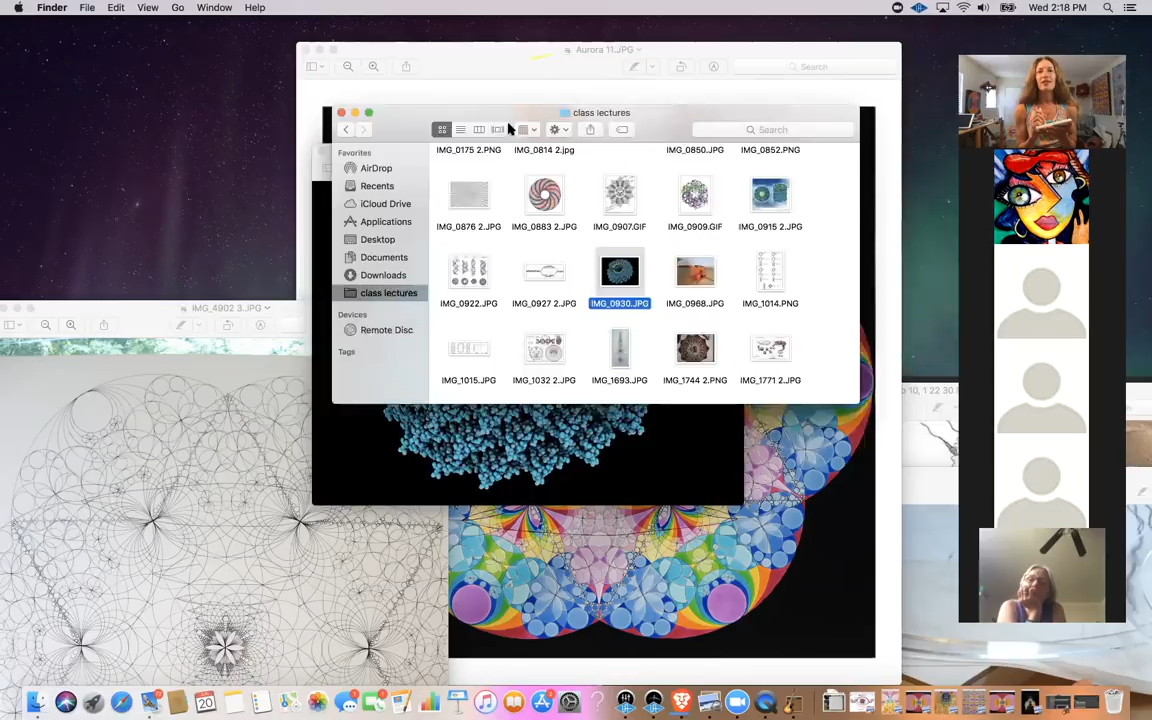 Finder File Edit View Go Window Help
Wed 2:18 PM
Aurora 11.JPG
Search
class lectures
Search
Favorites
AirDrop
Recents
iCloud Drive
Applications
Desktop
Documents
Downloads
class lectures
Devices
Remote Disc
Tags
IMG_0175 2.PNG IMG_0814 2.jpg IMG_0850.JPG IMG_0852.PNG
IMG_0876 2.JPG IMG_0883 2.JPG IMG_0907.GIF IMG_0909.GIF IMG_0915 2.JPG
IMG_0922.JPG IMG_0927 2.JPG IMG_0930.JPG IMG_0968.JPG IMG_1014.PNG
IMG_1015.JPG IMG_1032 2.JPG IMG_1693.JPG IMG_1744 2.PNG IMG_1771 2.JPG
IMG_4902 3.JPG
20